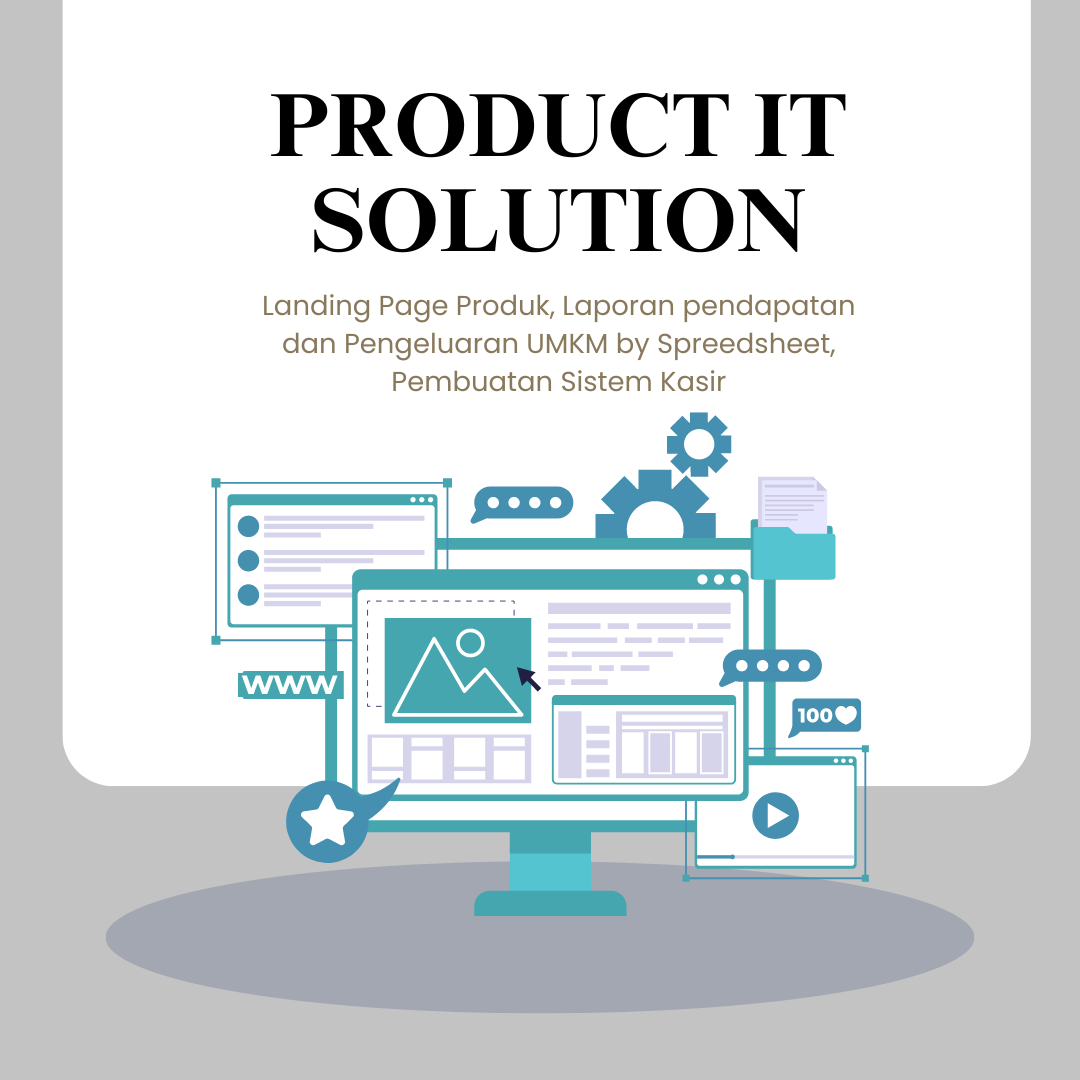 PRODUCT IT
SOLUTION
Landing Page Produk, Laporan pendapatan
dan Pengeluaran UMKM by Spreedsheet,
Pembuatan Sistem Kasir
WWW
100